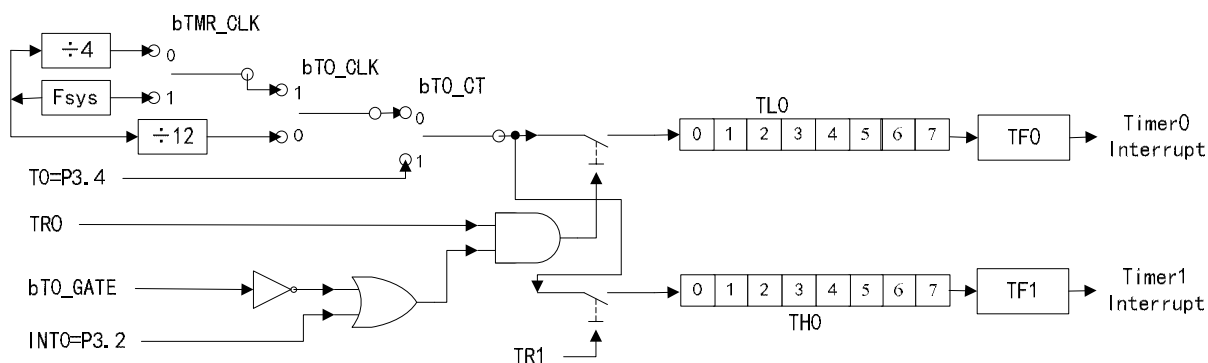 bTMR_CLK
÷4
0
bT0_CLK
Fsys
1
1
bT0_CT
0
TL0
÷12
0
0 1 2 3 4 5 6 7
TF0
Timer0
Interrupt
1
T0=P3.4
TR0
bT0_GATE
0 1 2 3 4 5 6 7
TF1
Timer1
Interrupt
TH0
INT0=P3.2
TR1